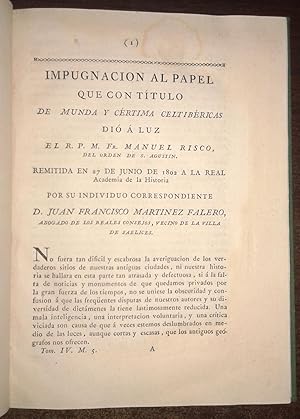 (1)
IMPUGNACION AL PAPEL
QUE CON TÍTULO
DE MUNDA Y CÉRTIMA CELTIBÉRICAS
DIÓ Á LUZ
EL R. P. M. Fr. MANUEL RISCO,
DEL ORDEN DE S. AGUSTIN.
REMITIDA EN 27 DE JUNIO DE 1802 A LA REAL
Academia de la Historia
POR SU INDIVIDUO CORRESPONDIENTE
D. JUAN FRANCISCO MARTINEZ FALERO,
ABOGADO DE LOS REALES CONSEJOS, VECINO DE LA VILLA
DE SAELICES.
No fuera tan dificil y escabrosa la averiguacion de los ver-
daderos sitios de nuestras antiguas ciudades, ni nuestra histo-
ria se hallára en esta parte tan atrasada y defectuosa, si á la fal-
ta de noticias y monumentos de que quedamos privados por
la gran fuerza de los tiempos, no se uniese la obscuridad y confu-
sion á que las freqüentes disputas de nuestros autores y su di-
versidad de dictámenes la tiene lastimosamente reducida. Una
mala inteligencia, una interpretacion voluntaria, y una crítica
viciada son causa de que á veces estemos deslumbrados en me-
dio de las luces, aunque cortas y escasas, que los antiguos geó-
grafos nos ofrecen.
Tom. IV. M. 5. A